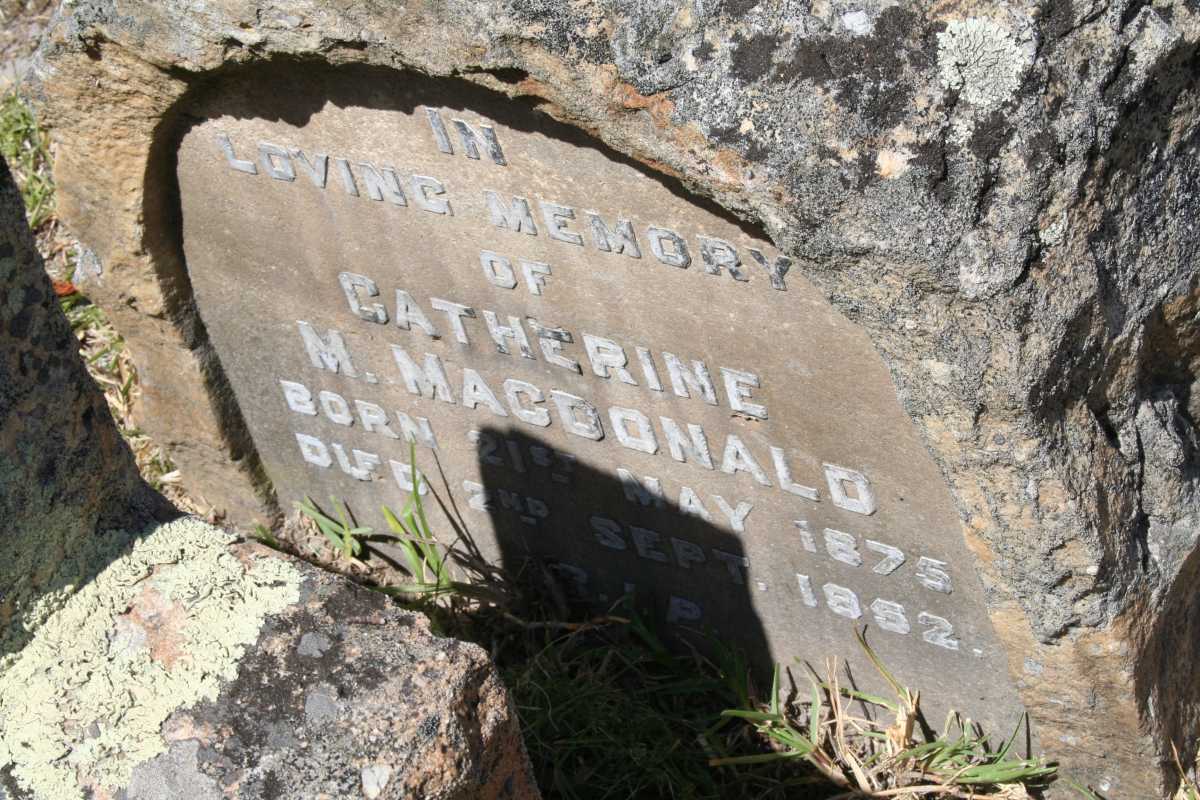 IN
LOVING MEMORY
OF
CATHERINE
M. MACDONALD
BORN 21ST MAY 1875
DIED 2ND SEPT. 1952.
R.I.P